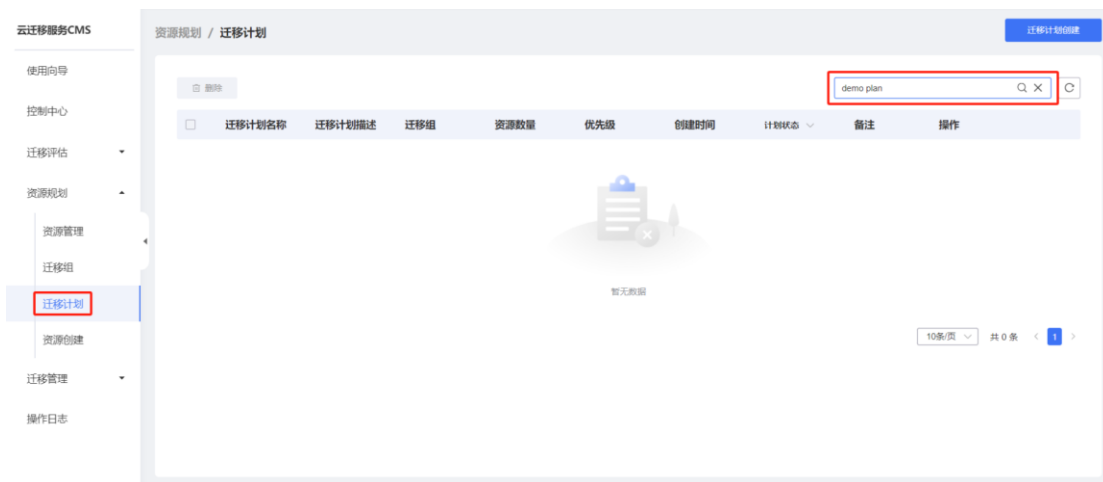 云迁移服务CMS
资源规划 / 迁移计划
迁移计划创建
使用向导
控制中心
迁移评估
资源规划
资源管理
迁移组
迁移计划
资源创建
迁移管理
操作日志
删除
demo plan
迁移计划名称 迁移计划描述 迁移组 资源数量 优先级 创建时间 计划状态 备注 操作
暂无数据
10条/页 共 0 条 1